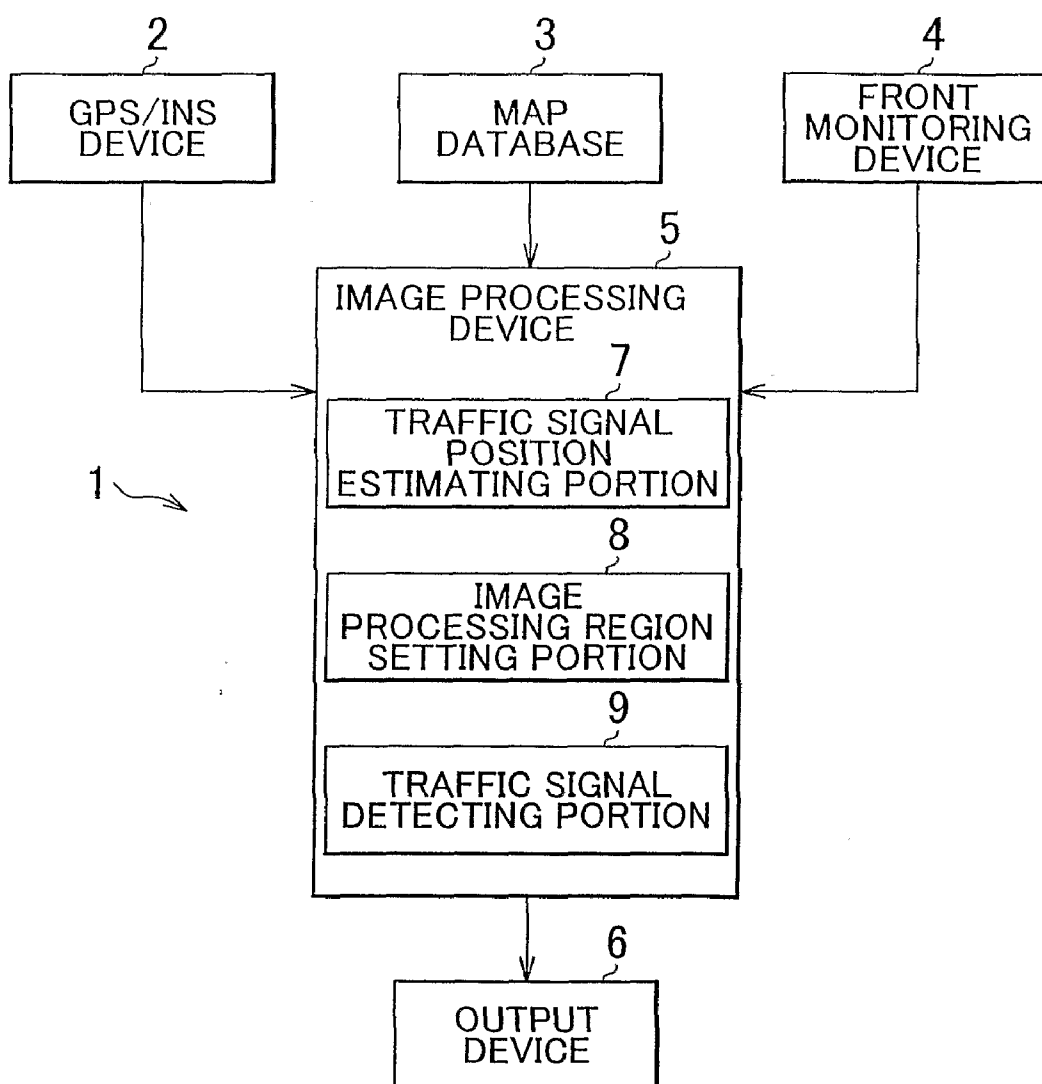 2
GPS/INS
DEVICE
3
MAP
DATABASE
4
FRONT
MONITORING
DEVICE
5
IMAGE PROCESSING
DEVICE
7
TRAFFIC SIGNAL
POSITION
ESTIMATING PORTION
1
8
IMAGE
PROCESSING REGION
SETTING PORTION
9
TRAFFIC SIGNAL
DETECTING PORTION
6
OUTPUT
DEVICE